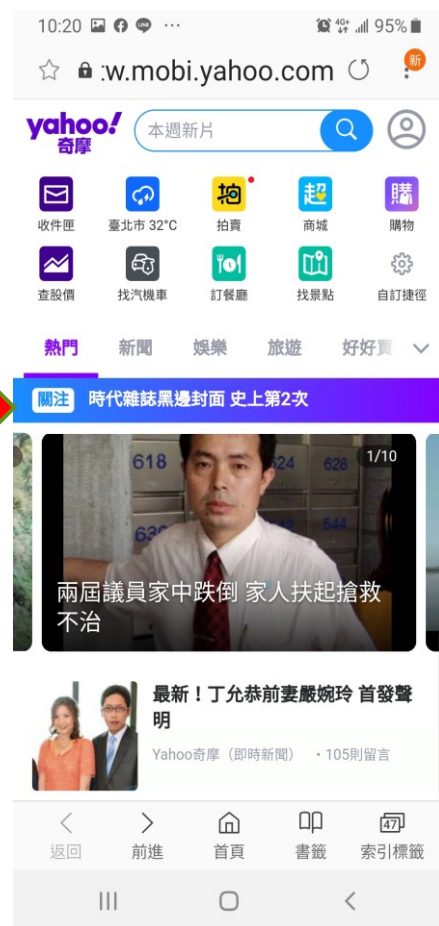 10:20
4G+ 95%
:w.mobi.yahoo.com
新
yahoo!
奇摩
本週新片
拍 超 購
收件匣 臺北市 32°C 拍賣 商城 購物
查股價 找汽機車 訂餐廳 找景點 自訂捷徑
熱門 新聞 娛樂 旅遊 好好買
關注 時代雜誌黑邊封面 史上第2次
618 624 628 1/10
544
兩屆議員家中跌倒 家人扶起搶救
不治
最新！丁允恭前妻嚴婉玲 首發聲
明
Yahoo奇摩（即時新聞） ・105則留言
47
返回 前進 首頁 書籤 索引標籤